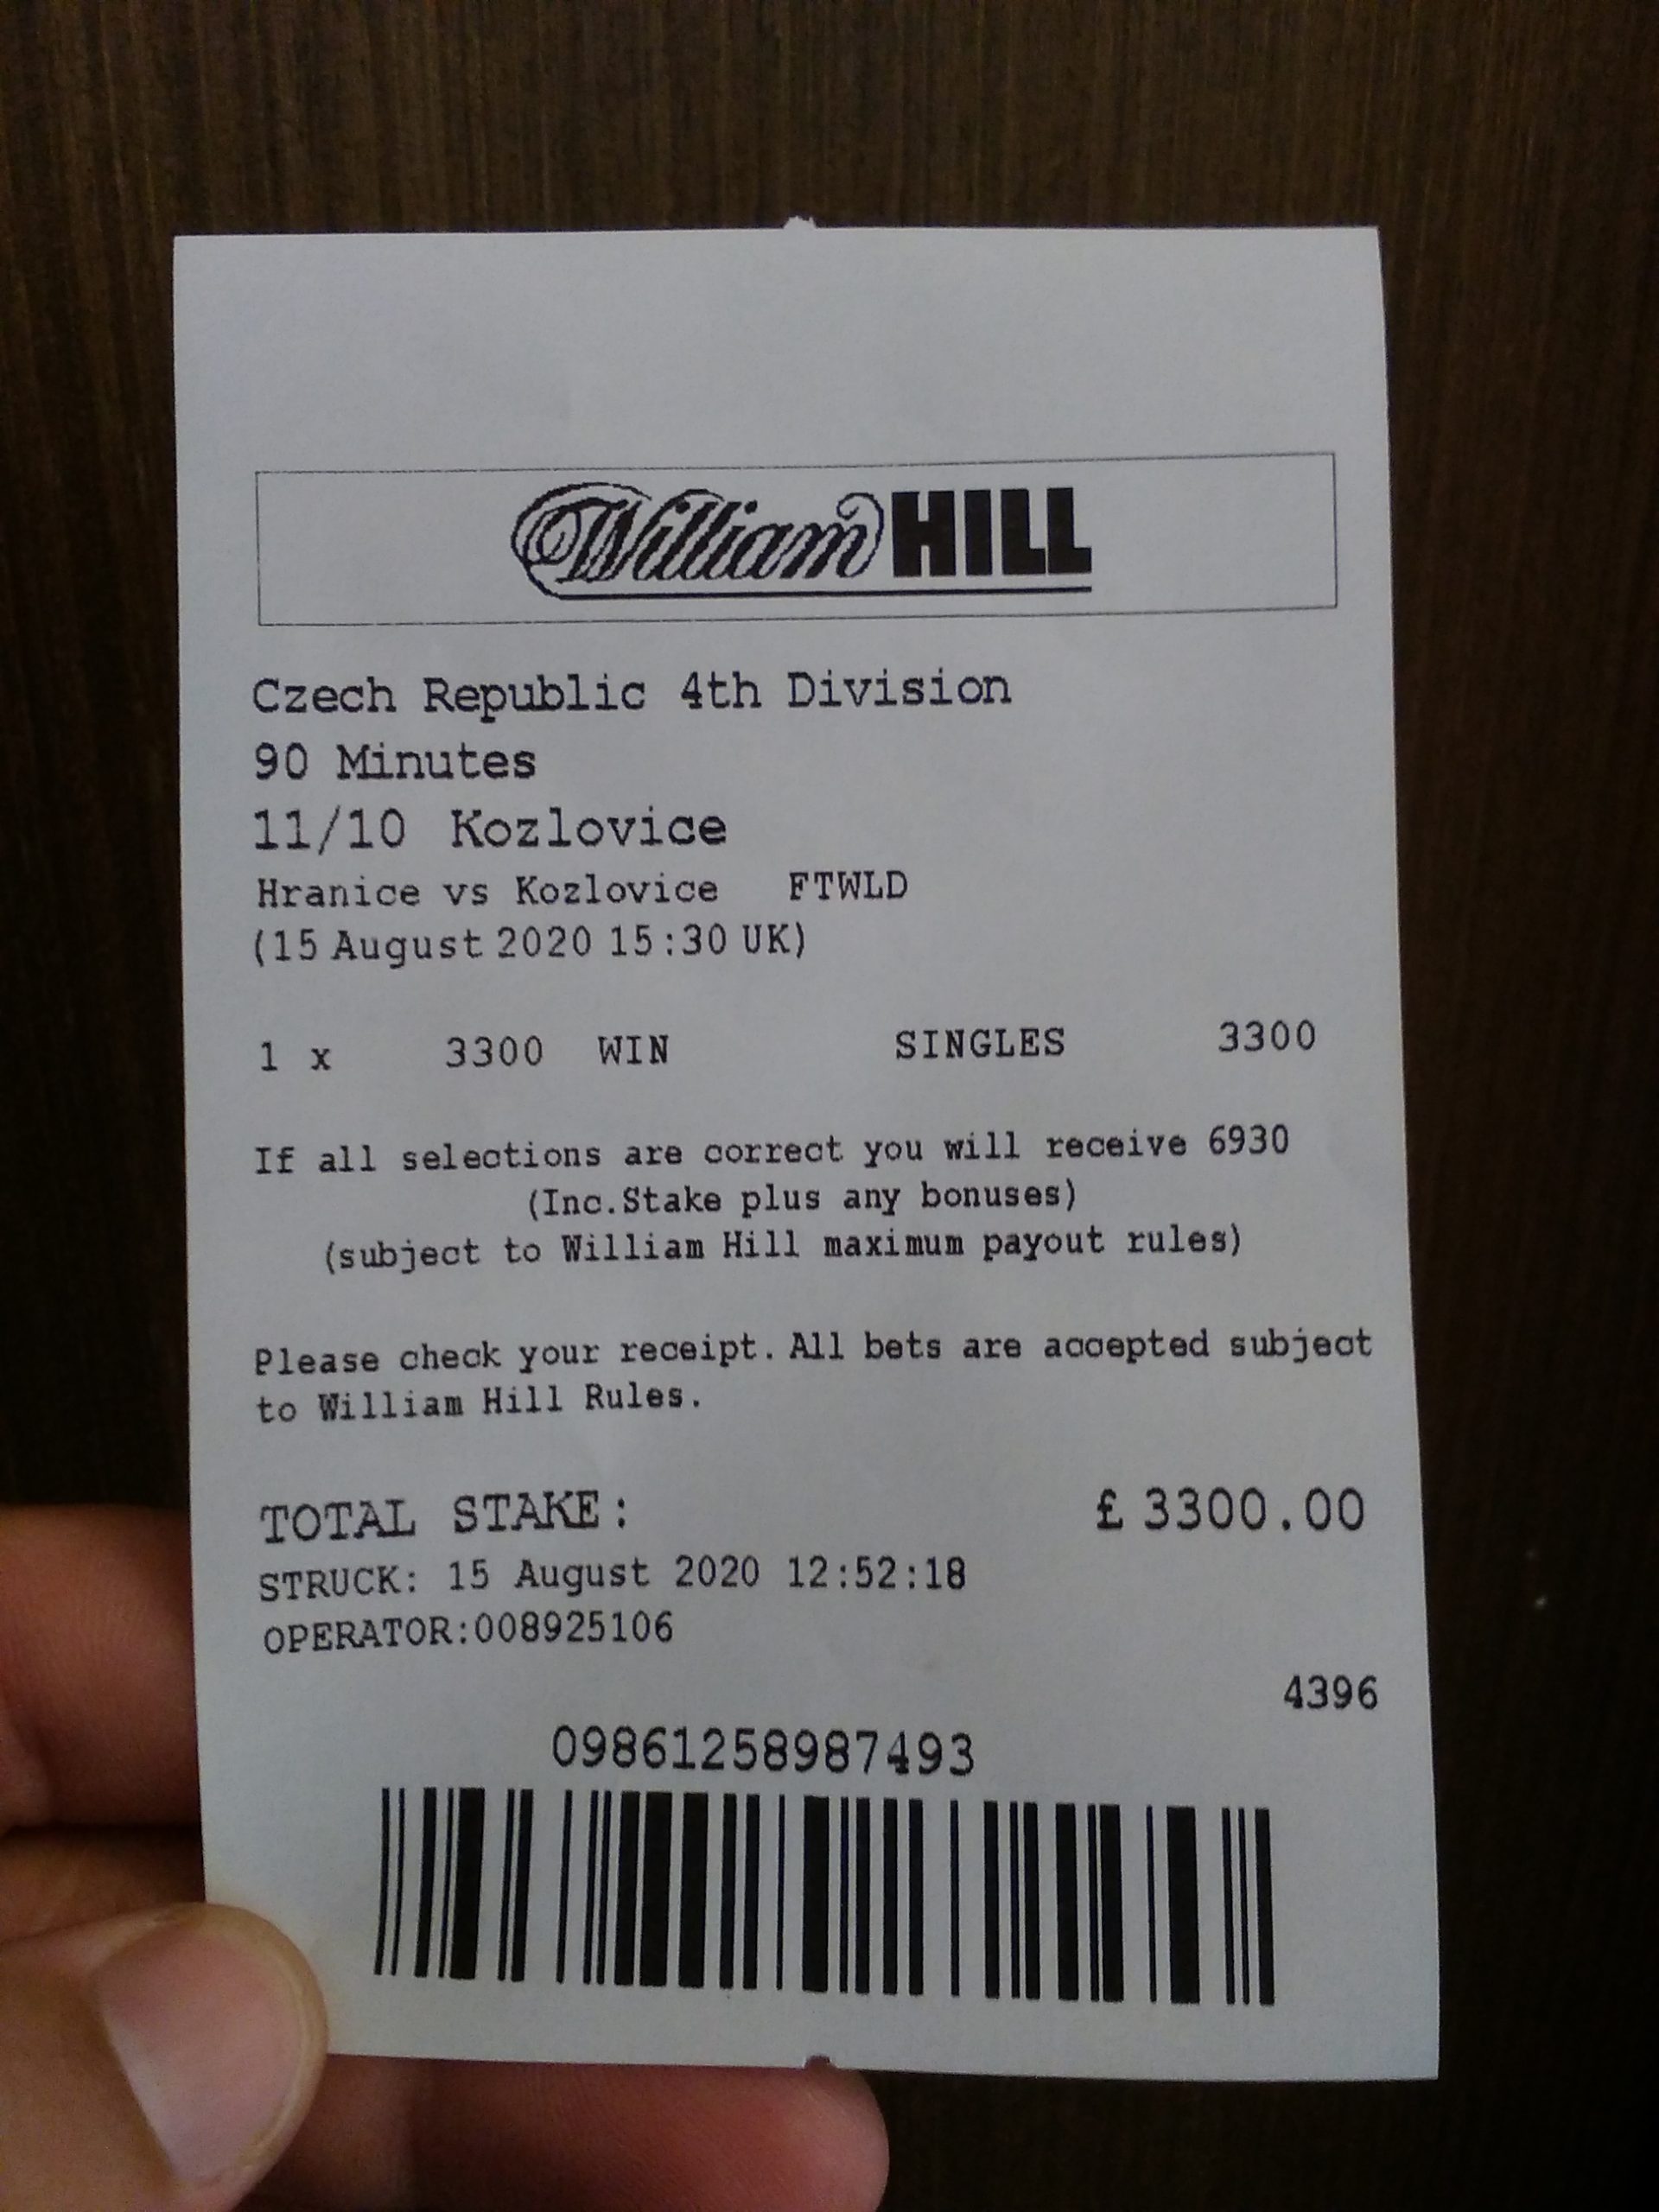 William HILL
Czech Republic 4th Division
90 Minutes
11/10 Kozlovice
Hranice vs Kozlovice FTWLD
(15 August 2020 15:30 UK)
1 x 3300 WIN SINGLES 3300
If all selections are correct you will receive 6930
(Inc.Stake plus any bonuses)
(subject to William Hill maximum payout rules)
Please check your receipt. All bets are accepted subject
to William Hill Rules.
TOTAL STAKE: £ 3300.00
STRUCK: 15 August 2020 12:52:18
OPERATOR:008925106
4396
09861258987493